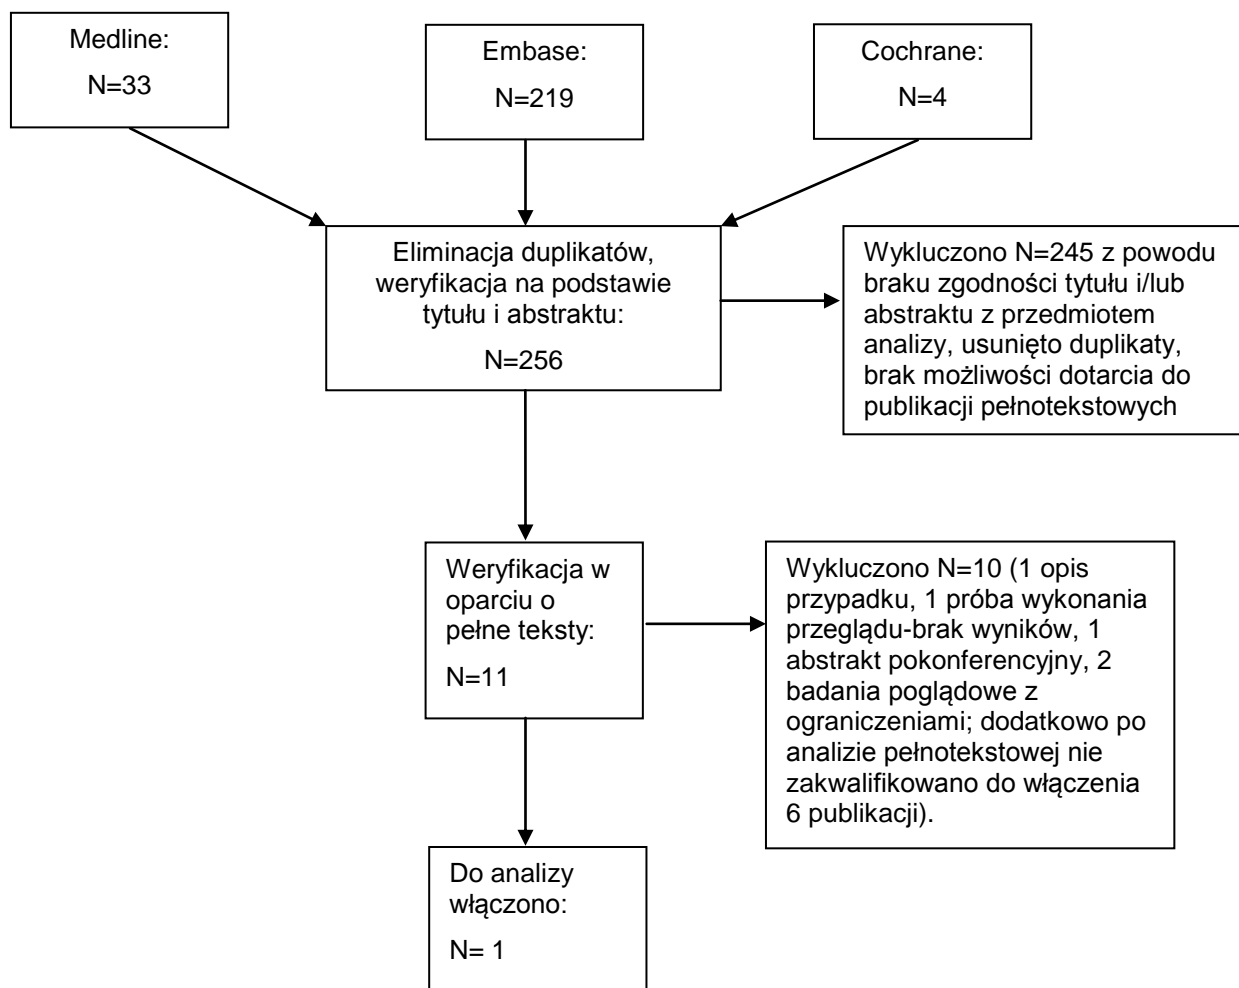 Medline:
N=33
Embase:
N=219
Cochrane:
N=4
Eliminacja duplikatów,
weryfikacja na podstawie
tytułu i abstraktu:
N=256
Wykluczono N=245 z powodu
braku zgodności tytułu i/lub
abstraktu z przedmiotem
analizy, usunięto duplikaty,
brak możliwości dotarcia do
publikacji pełnotekstowych
Weryfikacja w
oparciu o
pełne teksty:
N=11
Wykluczono N=10 (1 opis
przypadku, 1 próba wykonania
przeglądu-brak wyników, 1
abstrakt pokonferencyjny, 2
badania poglądowe z
ograniczeniami; dodatkowo po
analizie pełnotekstowej nie
zakwalifikowano do włączenia
6 publikacji).
Do analizy
włączono:
N= 1